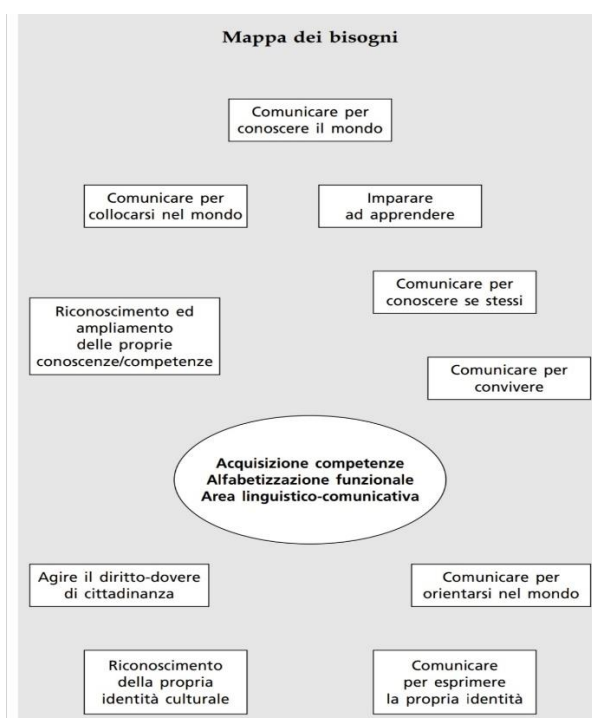 Mappa dei bisogni
Comunicare per
conoscere il mondo
Comunicare per
collocarsi nel mondo
Imparare
ad apprendere
Comunicare per
conoscere se stessi
Riconoscimento ed
ampliamento
delle proprie
conoscenze/competenze
Comunicare per
convivere
Acquisizione competenze
Alfabetizzazione funzionale
Area linguistico-comunicativa
Agire il diritto-dovere
di cittadinanza
Comunicare per
orientarsi nel mondo
Riconoscimento
della propria
identità culturale
Comunicare
per esprimere
la propria identità